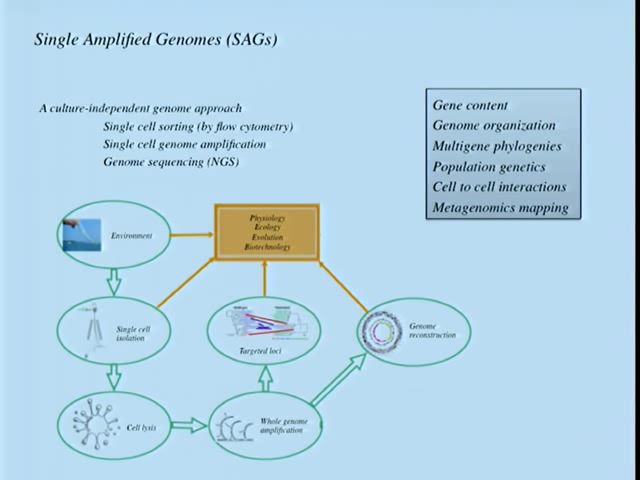 Single Amplified Genomes (SAGs)
A culture-independent genome approach
Single cell sorting (by flow cytometry)
Single cell genome amplification
Genome sequencing (NGS)
Gene content
Genome organization
Multigene phylogenies
Population genetics
Cell to cell interactions
Metagenomics mapping
Environment
Physiology
Ecology
Evolution
Biotechnology
Single cell
isolation
Targeted loci
Genome
reconstruction
Cell lysis
Whole genome
amplification